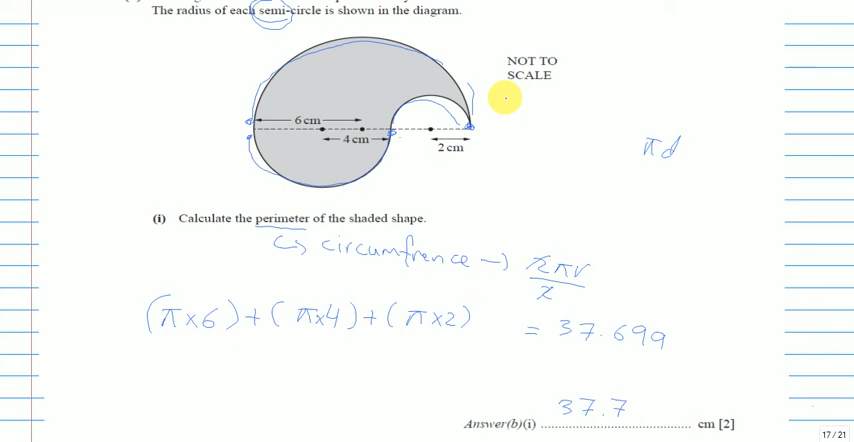 The radius of each semi-circle is shown in the diagram.
NOT TO
SCALE
6 cm
4 cm
2 cm
πd
(i) Calculate the perimeter of the shaded shape.
↪ circumfrence → 2πr / 2
(π×6)+(π×4)+(π×2)
= 37.699
37.7
Answer(b)(i) ........................................ cm [2]
17 / 21